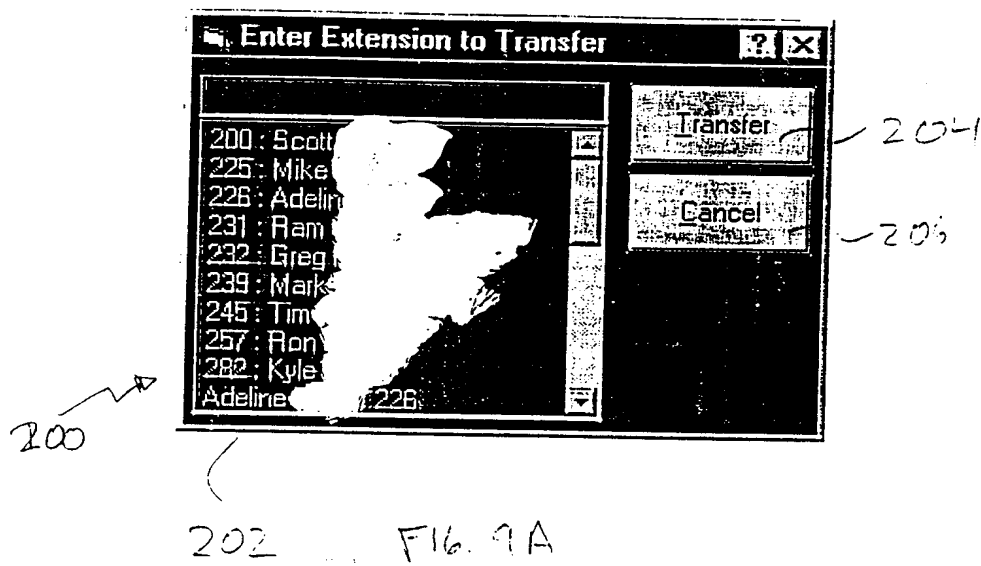 Enter Extension to Transfer
200 : Scott
225 : Mike
226 : Adelin
231 : Ram
232 : Greg
239 : Mark
245 : Tim
257 : Ron
282 : Kyle
Adeline 226
Transfer
Cancel
204
200
202
FIG. 9A